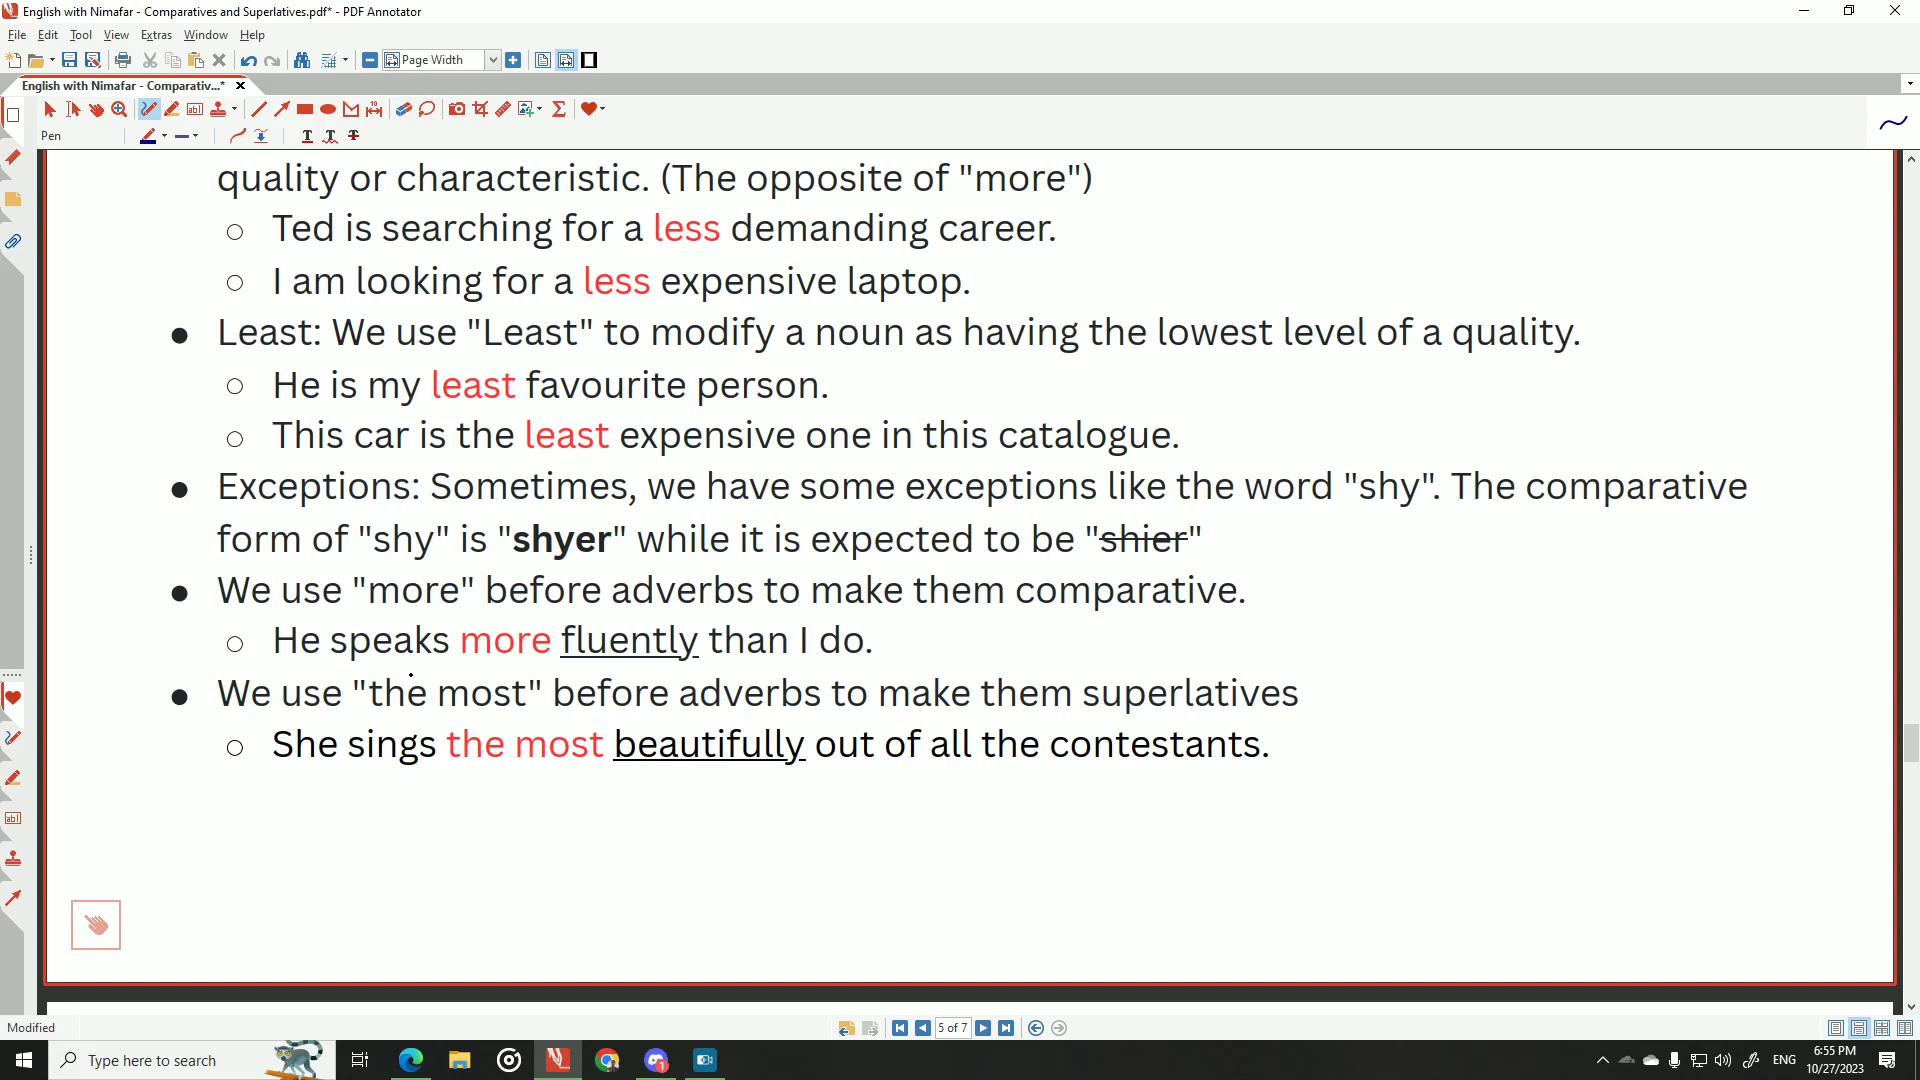 English with Nimafar - Comparatives and Superlatives.pdf* - PDF Annotator
File Edit Tool View Extras Window Help
Page Width
English with Nimafar - Comparativ...*
Pen
quality or characteristic. (The opposite of "more")
Ted is searching for a less demanding career.
I am looking for a less expensive laptop.
Least: We use "Least" to modify a noun as having the lowest level of a quality.
He is my least favourite person.
This car is the least expensive one in this catalogue.
Exceptions: Sometimes, we have some exceptions like the word "shy". The comparative
form of "shy" is "shyer" while it is expected to be "shier"
We use "more" before adverbs to make them comparative.
He speaks more fluently than I do.
We use "the most" before adverbs to make them superlatives
She sings the most beautifully out of all the contestants.
Modified
5 of 7
Type here to search
ENG
6:55 PM
10/27/2023